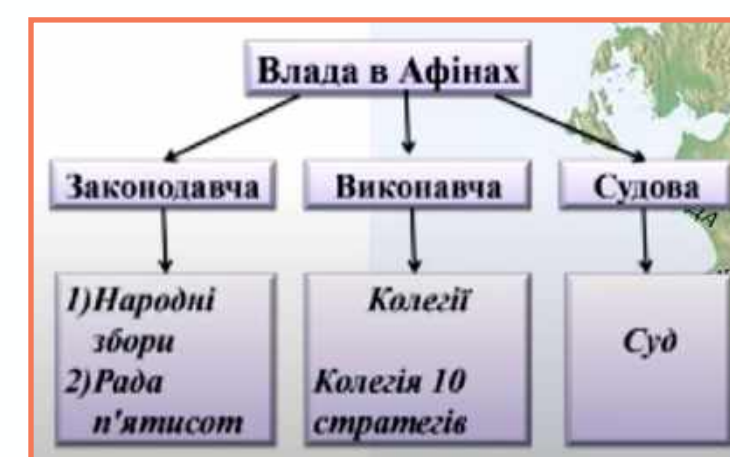 Влада в Афінах
Законодавча
Виконавча
Судова
1)Народні
збори
2)Рада
п'ятисот
Колегії
Колегія 10
стратегів
Суд